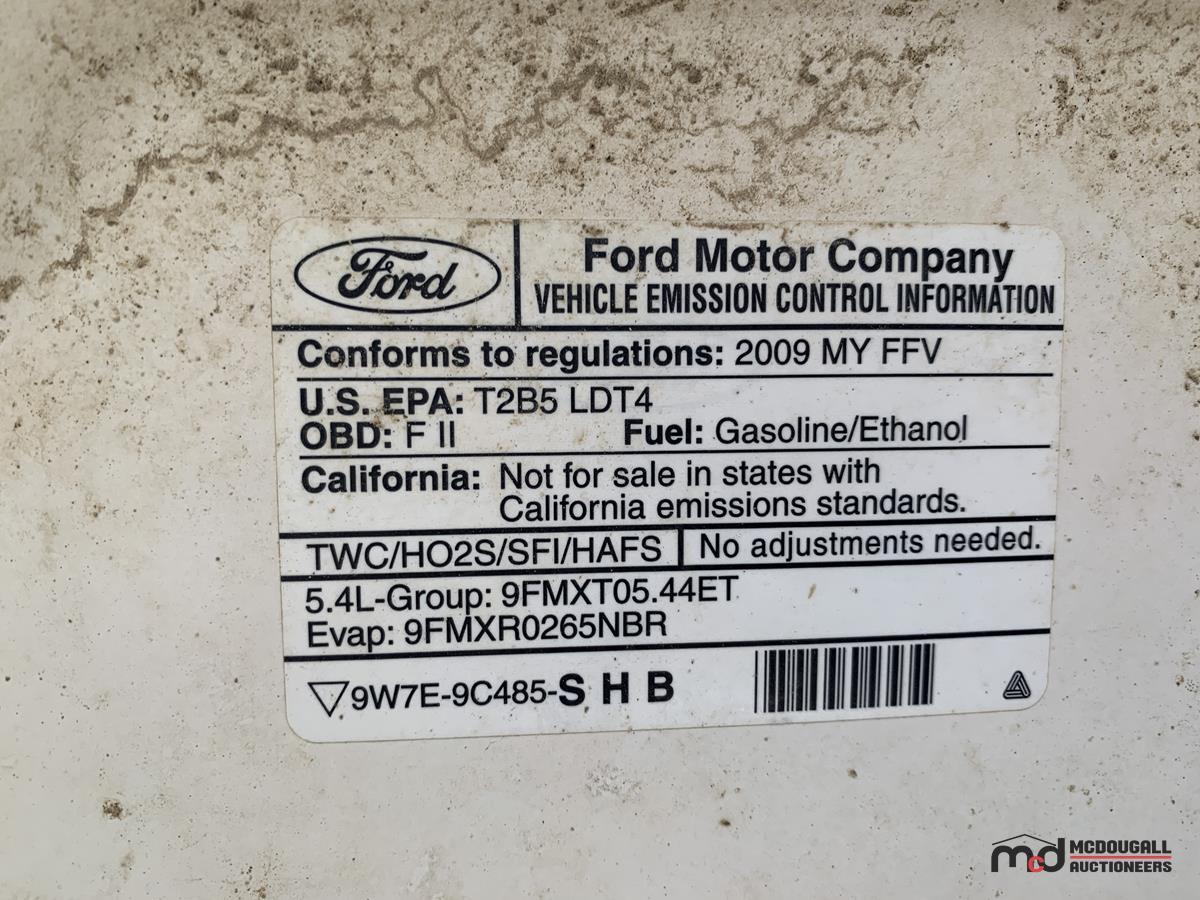 Ford
Ford Motor Company
VEHICLE EMISSION CONTROL INFORMATION
Conforms to regulations: 2009 MY FFV
U.S. EPA: T2B5 LDT4
OBD: F II Fuel: Gasoline/Ethanol
California: Not for sale in states with
California emissions standards.
TWC/HO2S/SFI/HAFS No adjustments needed.
5.4L-Group: 9FMXT05.44ET
Evap: 9FMXR0265NBR
9W7E-9C485-S H B
mcd MCDOUGALL
AUCTIONEERS